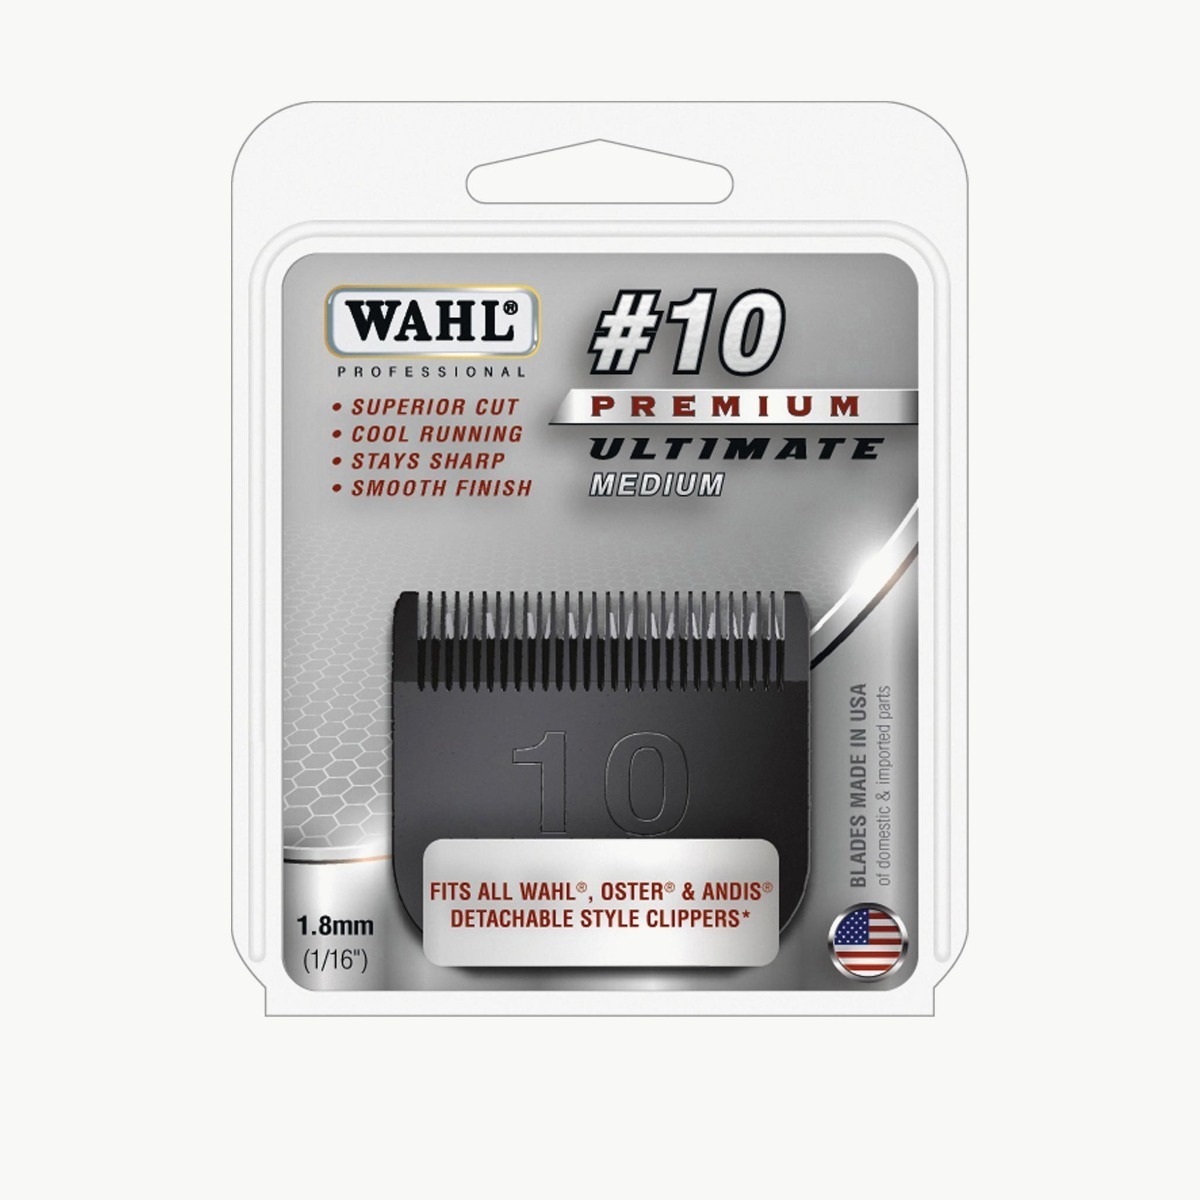 WAHL®
PROFESSIONAL
• SUPERIOR CUT
• COOL RUNNING
• STAYS SHARP
• SMOOTH FINISH
#10
PREMIUM
ULTIMATE
MEDIUM
10
FITS ALL WAHL®, OSTER® & ANDIS®
DETACHABLE STYLE CLIPPERS*
1.8mm
(1/16")
BLADES MADE IN USA
of domestic & imported parts